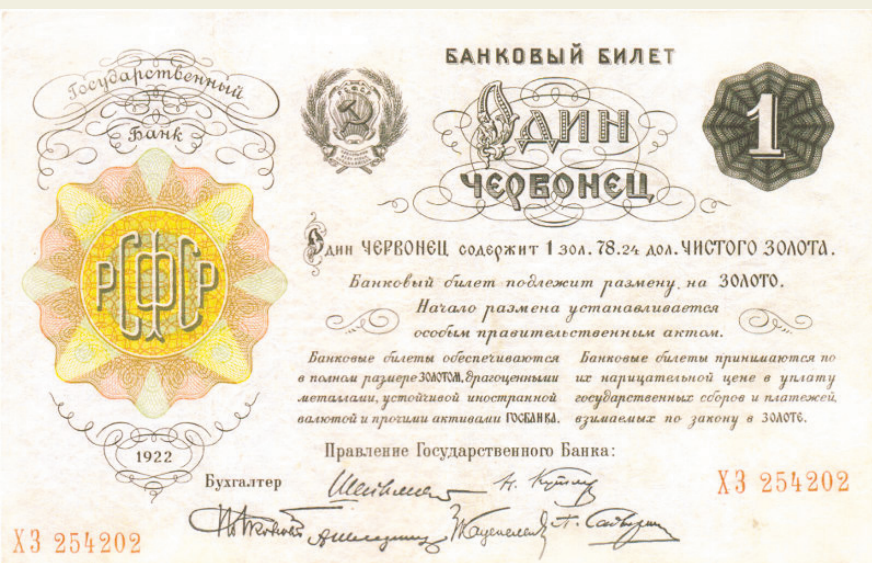 БАНКОВЫЙ БИЛЕТ
Государственный
Банк
ОДИН
ЧЕРВОНЕЦ
1
РСФСР
Один ЧЕРВОНЕЦ содержит 1 зол. 78.24 дол. ЧИСТОГО ЗОЛОТА.
Банковый билет подлежит размену на ЗОЛОТО.
Начало размена устанавливается
особым правительственным актом.
Банковые билеты обеспечиваются
в полном размере ЗОЛОТОМ, драгоценными
металлами, устойчивой иностранной
валютой и прочими активами ГОСБАНКА.
Банковые билеты принимаются по
их нарицательной цене в уплату
государственных сборов и платежей,
взимаемых по закону в ЗОЛОТЕ.
1922
Правление Государственного Банка:
Бухгалтер
ХЗ 254202
ХЗ 254202